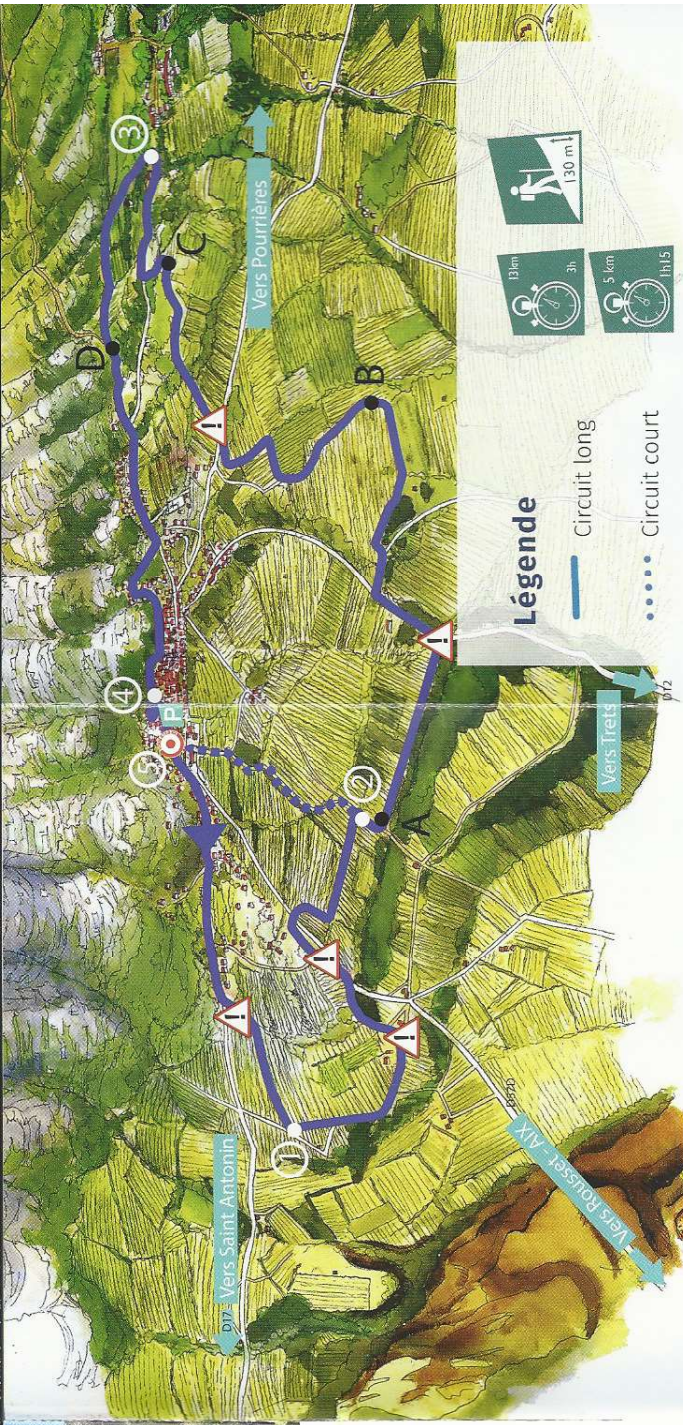 D17
Vers Saint Antonin
Vers Pourrières
Vers Rousset - AIX
Vers Trets
D12
P
1
2
3
4
5
A
B
C
D
!
!
!
!
!
Légende
Circuit long
Circuit court
13 km
3h
5 km
1h15
130 m